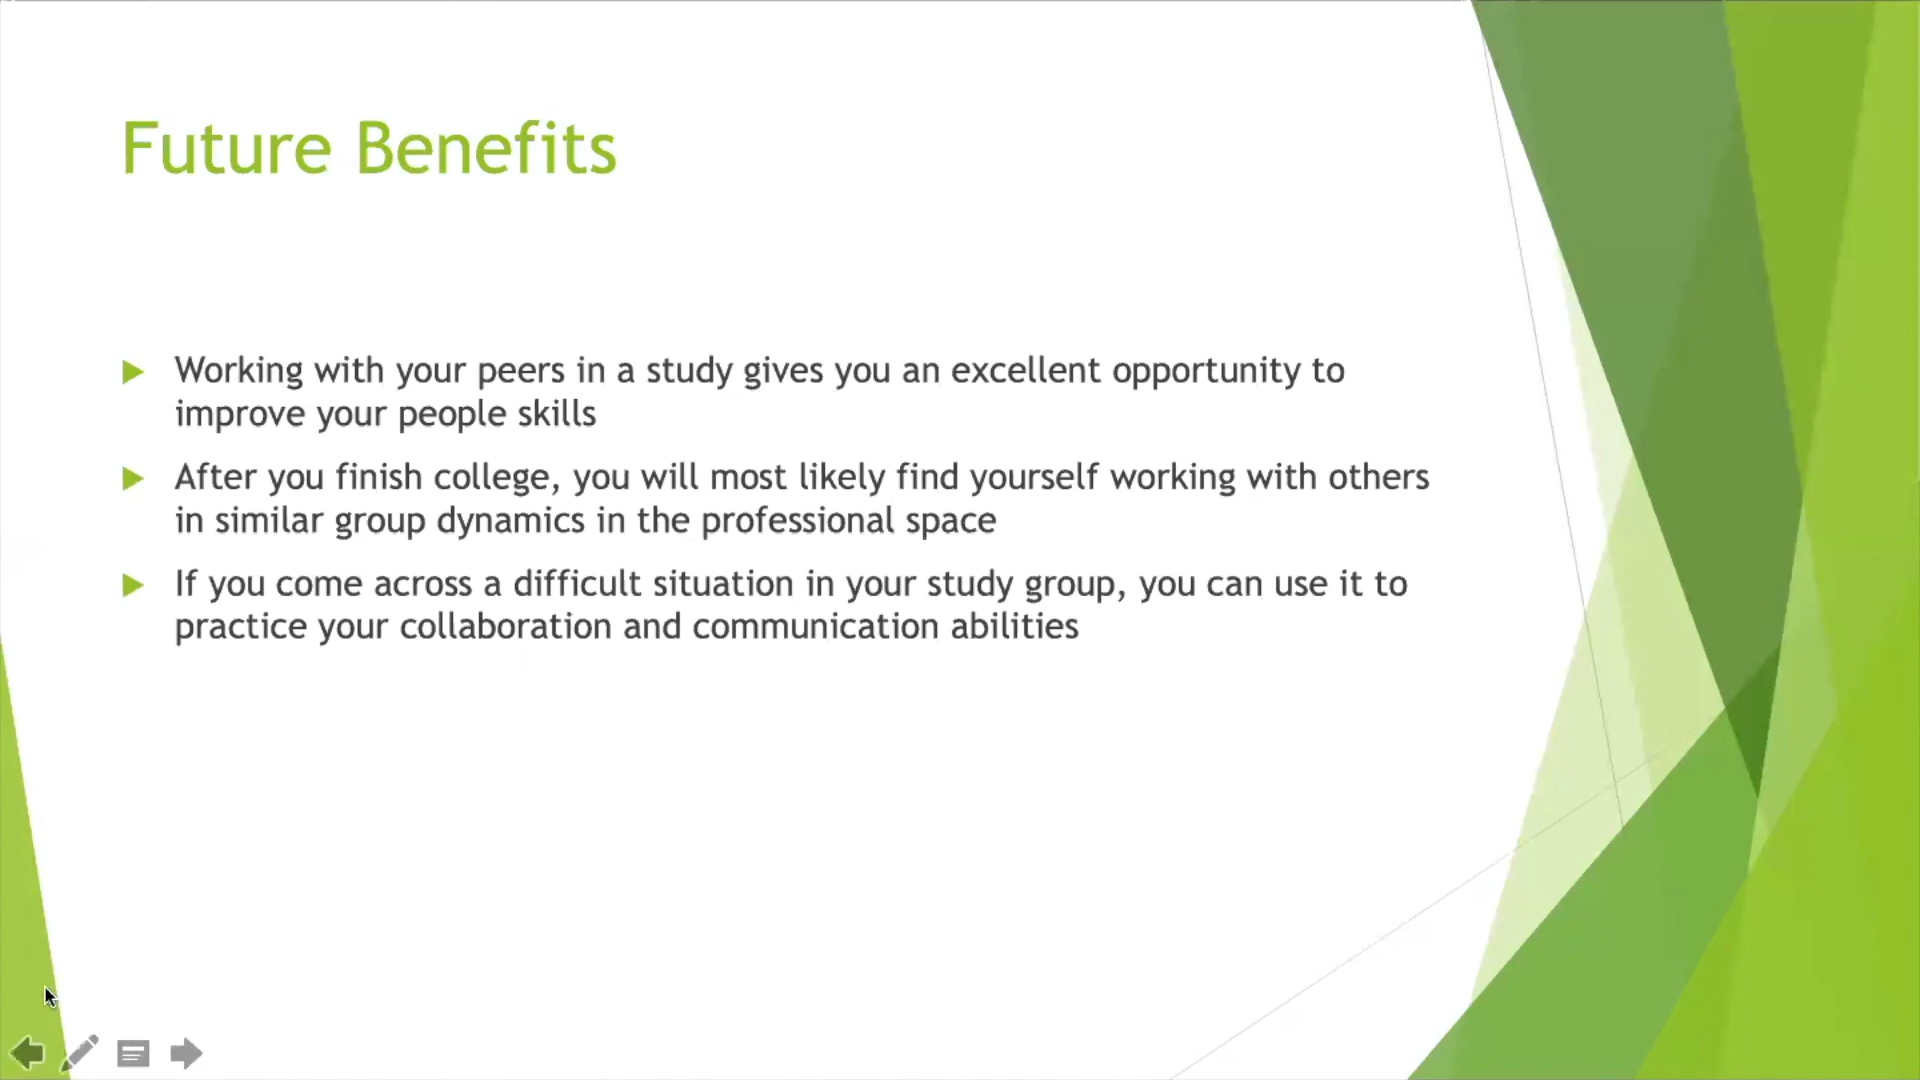 Future Benefits
Working with your peers in a study gives you an excellent opportunity to
improve your people skills
After you finish college, you will most likely find yourself working with others
in similar group dynamics in the professional space
If you come across a difficult situation in your study group, you can use it to
practice your collaboration and communication abilities